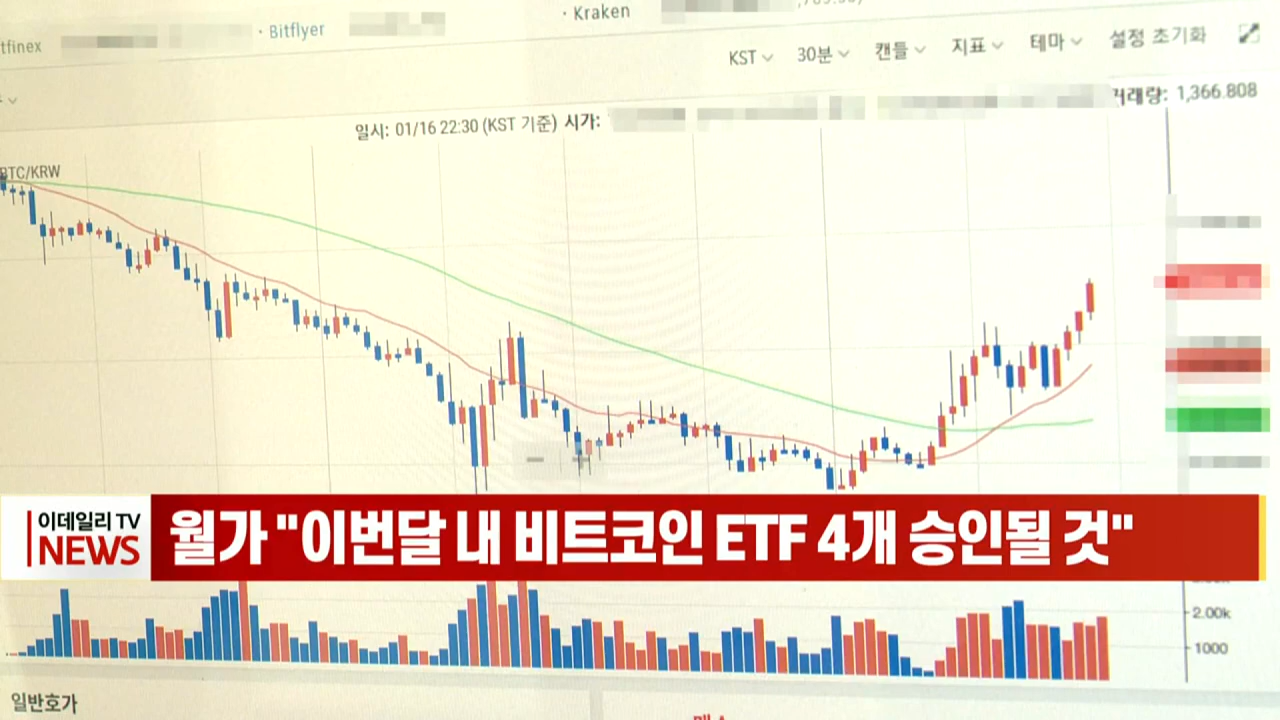 · Kraken
tfinex
· Bitflyer
KST 30분 캔들 지표 테마 설정 초기화
거래량: 1,366.808
일시: 01/16 22:30 (KST 기준) 시가:
BTC/KRW
이데일리 TV
NEWS
월가 "이번달 내 비트코인 ETF 4개 승인될 것"
2.00k
1000
일반호가